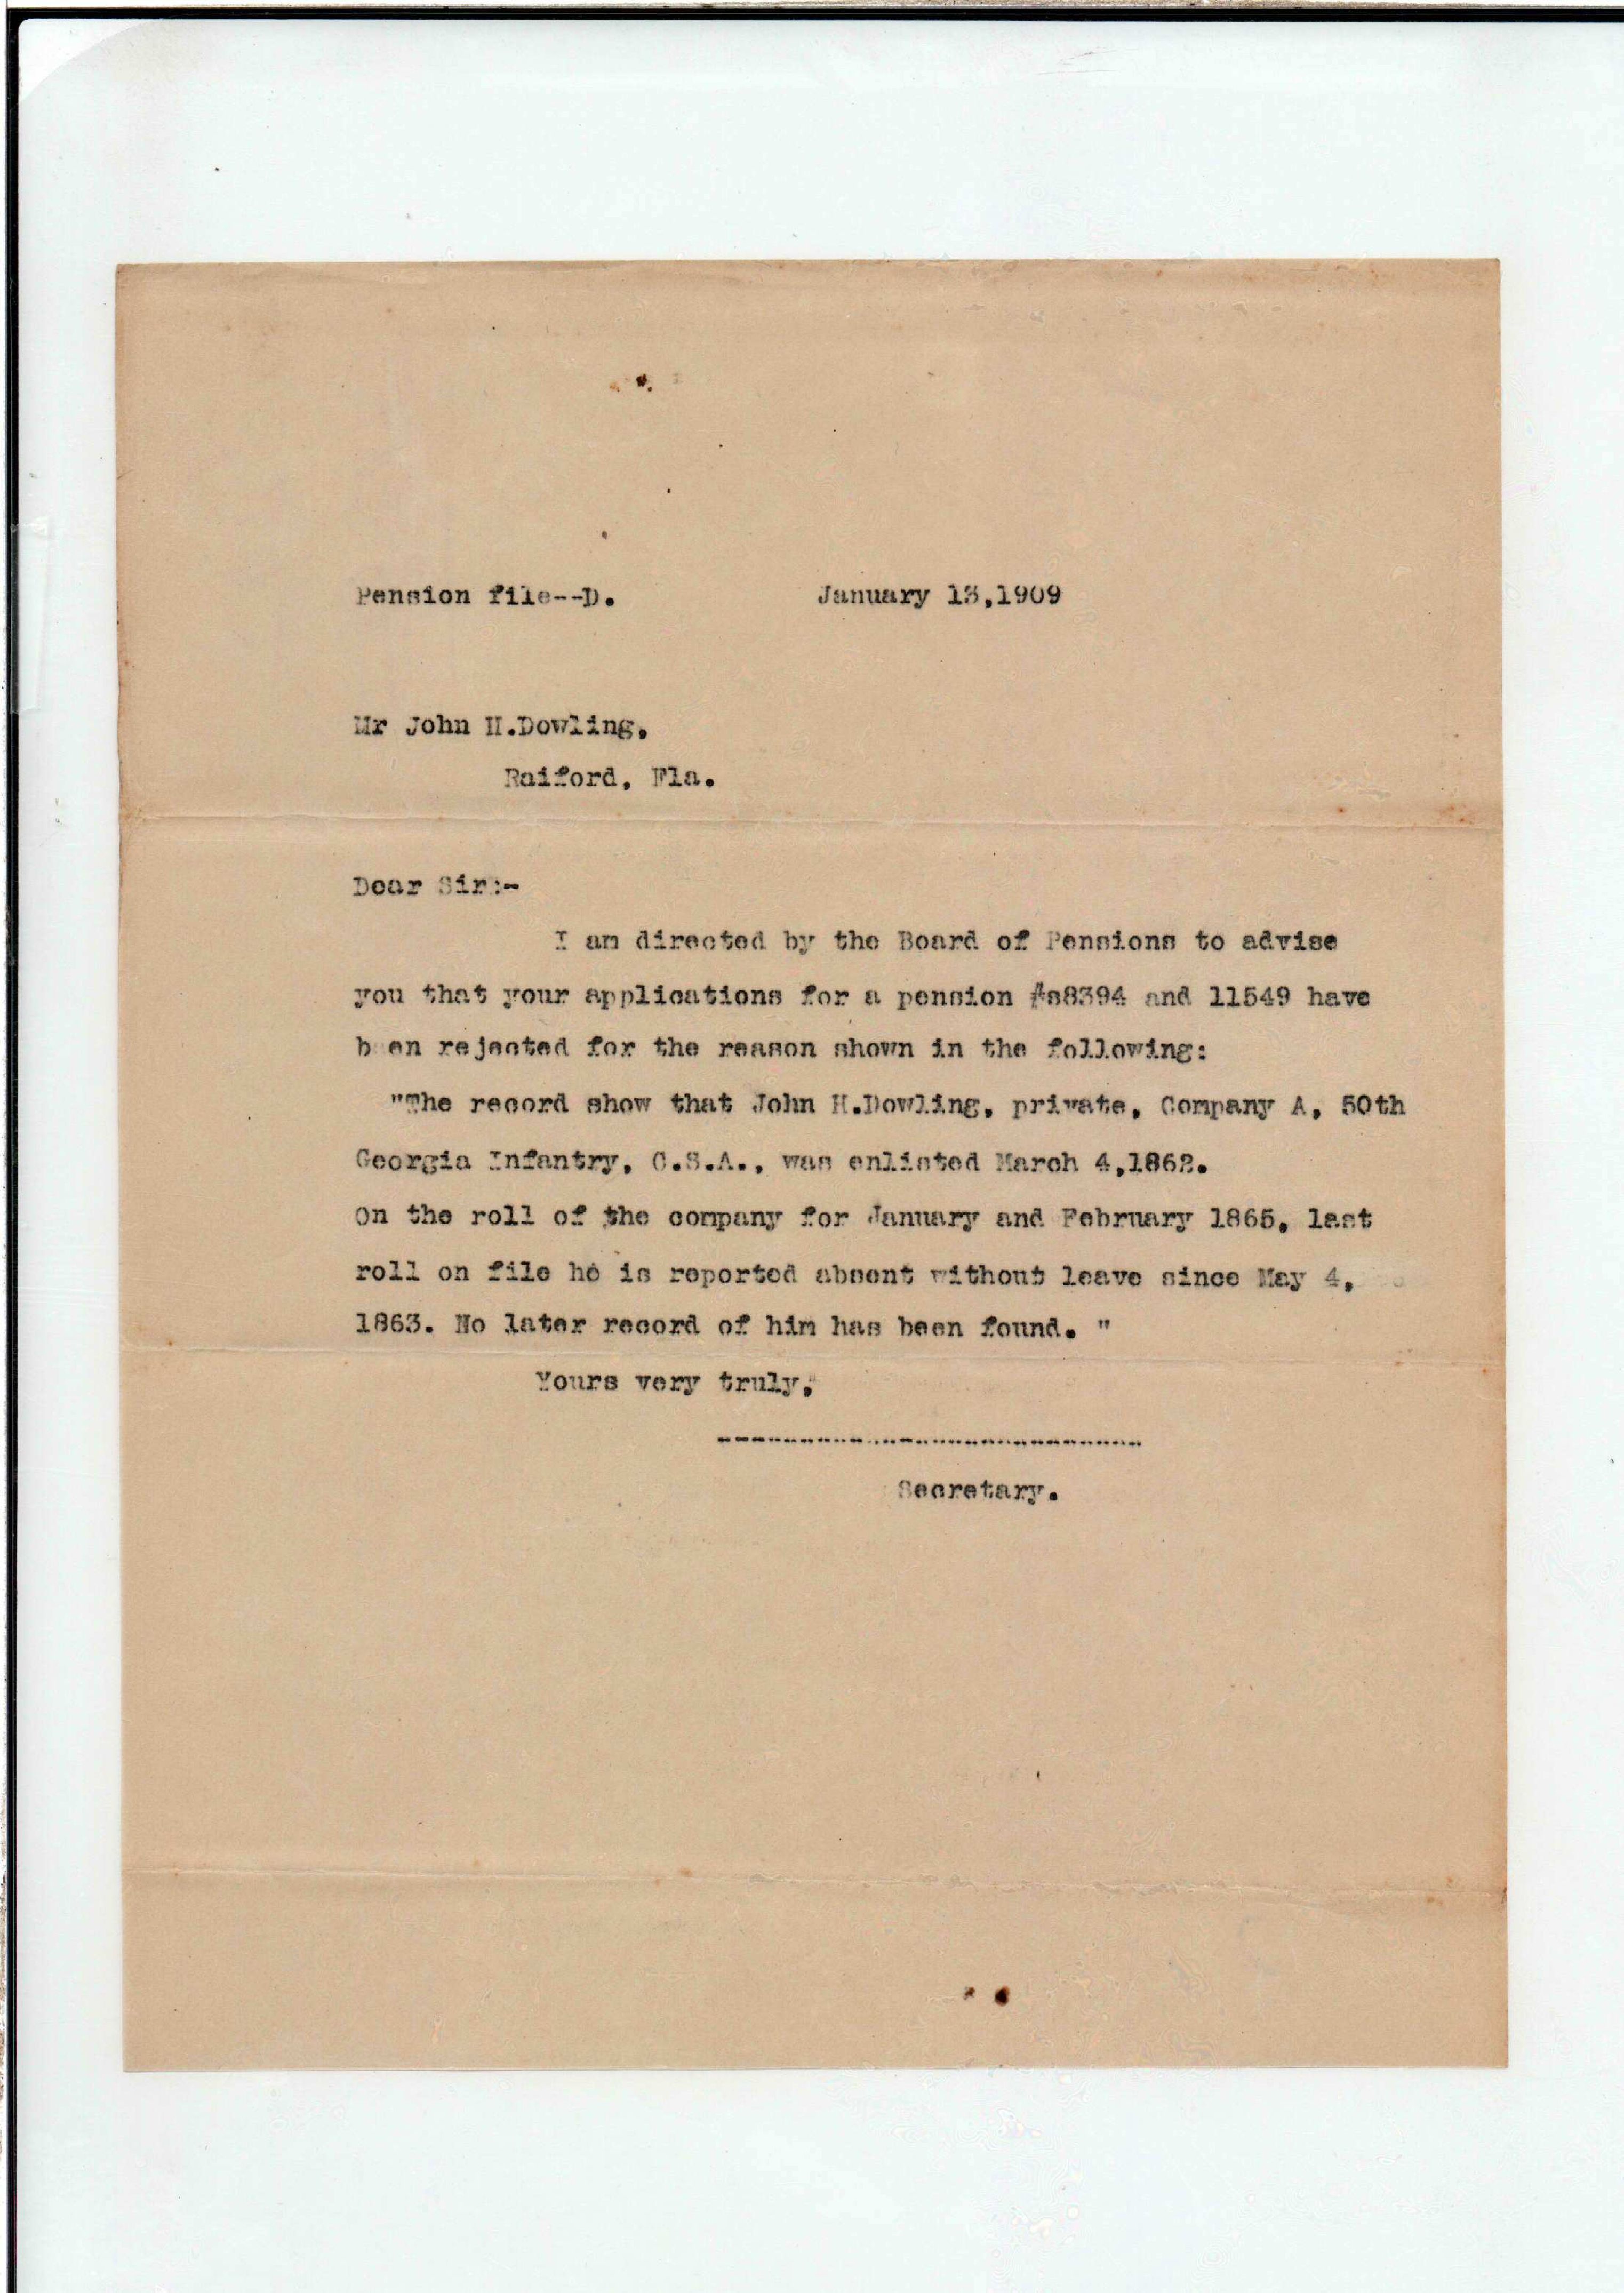 Pension file--D. January 13,1909
Mr John H.Dowling,
Raiford, Fla.
Dear Sir:-
I am directed by the Board of Pensions to advise
you that your applications for a pension #s8394 and 11549 have
been rejected for the reason shown in the following:
"The record show that John H.Dowling, private, Company A, 50th
Georgia Infantry, C.S.A., was enlisted March 4,1862.
On the roll of the company for January and February 1865, last
roll on file he is reported absent without leave since May 4,
1863. No later record of him has been found. "
Yours very truly,
--------------------------
Secretary.